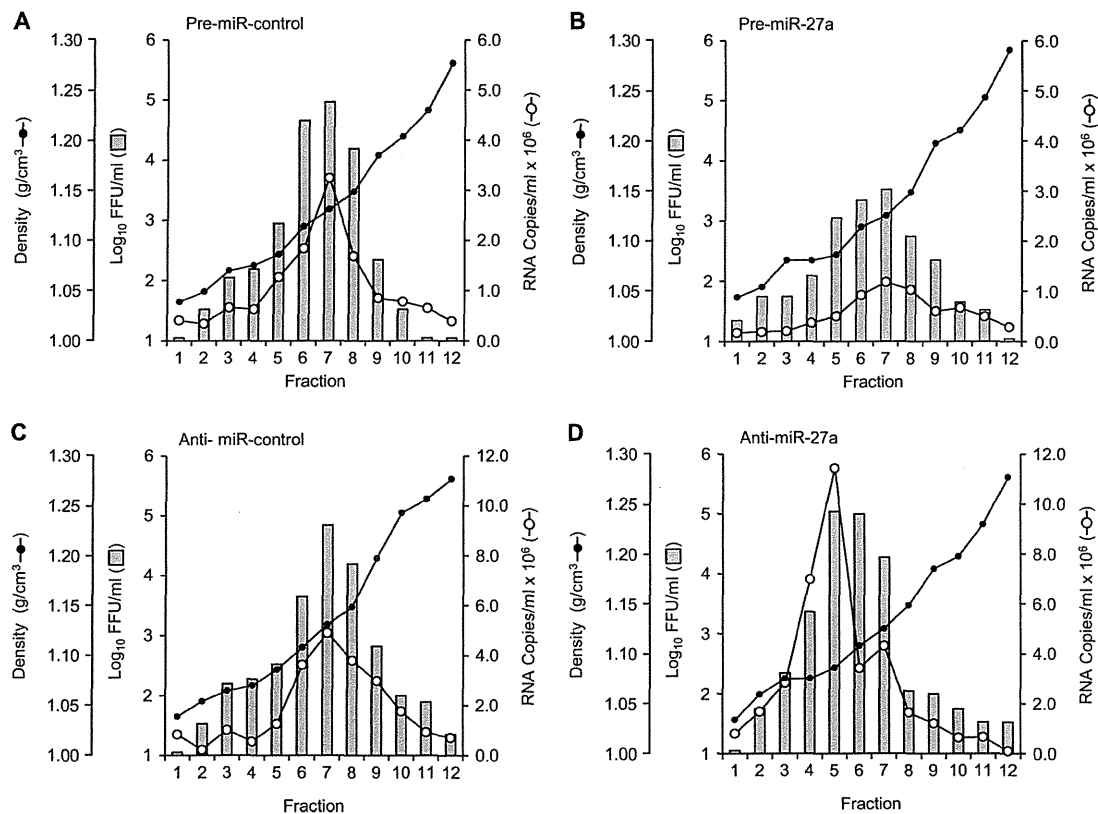 A
Pre-miR-control
1.30
1.25
1.20
1.15
1.10
1.05
1.00
Density (g/cm³ ●)
6
5
4
3
2
1
Log10 FFU/ml ( )
6.0
5.0
4.0
3.0
2.0
1.0
0.0
RNA Copies/ml x 10⁶ (-O-)
1 2 3 4 5 6 7 8 9 10 11 12
Fraction
B
Pre-miR-27a
1.30
1.25
1.20
1.15
1.10
1.05
1.00
Density (g/cm³ ●)
6
5
4
3
2
1
Log10 FFU/ml ( )
6.0
5.0
4.0
3.0
2.0
1.0
0.0
RNA Copies/ml x 10⁶ (-O-)
1 2 3 4 5 6 7 8 9 10 11 12
Fraction
C
Anti- miR-control
1.30
1.25
1.20
1.15
1.10
1.05
1.00
Density (g/cm³ ●)
6
5
4
3
2
1
Log10 FFU/ml ( )
12.0
10.0
8.0
6.0
4.0
2.0
0.0
RNA Copies/ml x 10⁶ (-O-)
1 2 3 4 5 6 7 8 9 10 11 12
Fraction
D
Anti-miR-27a
1.30
1.25
1.20
1.15
1.10
1.05
1.00
Density (g/cm³ ●)
6
5
4
3
2
1
Log10 FFU/ml ( )
12.0
10.0
8.0
6.0
4.0
2.0
0.0
RNA Copies/ml x 10⁶ (-O-)
1 2 3 4 5 6 7 8 9 10 11 12
Fraction